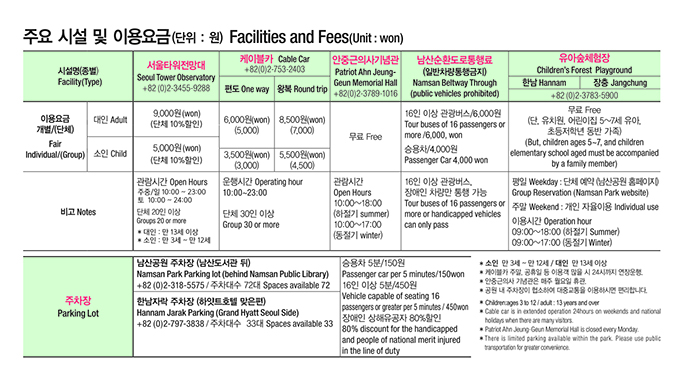 주요 시설 및 이용요금(단위 : 원) Facilities and Fees(Unit : won)
시설명(종별)
Facility(Type)
서울타워전망대
Seoul Tower Observatory
+82(0)2-3455-9288
케이블카 Cable Car
+82(0)2-753-2403
편도 One way
왕복 Round trip
안중근의사기념관
Patriot Ahn Jeung-
Geun Memorial Hall
+82(0)2-3789-1016
남산순환도로통행료
(일반차량통행금지)
Namsan Beltway Through
(public vehicles prohibited)
유아숲체험장
Children's Forest Playground
한남 Hannam
장충 Jangchung
+82(0)2-3783-5900
이용요금
개별/(단체)
Fair
Individual/(Group)
대인 Adult
9,000원(won)
(단체 10%할인)
6,000원(won)
(5,000)
8,500원(won)
(7,000)
소인 Child
5,000원(won)
(단체 10%할인)
3,500원(won)
(3,000)
5,500원(won)
(4,500)
무료 Free
16인 이상 관광버스/6,000원
Tour buses of 16 passengers or
more /6,000, won
승용차/4,000원
Passenger Car 4,000 won
무료 Free
(단, 유치원, 어린이집 5~7세 유아,
초등저학년 동반 가족)
(But, children ages 5~7, and children
elementary school aged must be accompanied
by a family member)
비고 Notes
관람시간 Open Hours
주중/일 10:00 ~ 23:00
토 10:00 ~ 24:00
단체 20인 이상
Groups 20 or more
* 대인 : 만 13세 이상
* 소인 : 만 3세 ~ 만 12세
운행시간 Operating hour
10:00~23:00
단체 30인 이상
Group 30 or more
관람시간
Open Hours
10:00~18:00
(하절기 summer)
10:00~17:00
(동절기 winter)
16인 이상 관광버스,
장애인 차량만 통행 가능
Tour buses of 16 passengers or
more or handicapped vehicles
can only pass
평일 Weekday : 단체 예약 (남산공원 홈페이지)
Group Reservation (Namsan Park website)
주말 Weekend : 개인 자율이용 Individual use
이용시간 Operation hour
09:00~18:00 (하절기 Summer)
09:00~17:00 (동절기 Winter)
주차장
Parking Lot
남산공원 주차장 (남산도서관 뒤)
Namsan Park Parking lot (behind Namsan Public Library)
+82 (0)2-318-5575 / 주차대수 72대 Spaces available 72
한남자락 주차장 (하얏트호텔 맞은편)
Hannam Jarak Parking (Grand Hyatt Seoul Side)
+82 (0)2-797-3838 / 주차대수 33대 Spaces available 33
승용차 5분/150원
Passenger car per 5 minutes/150won
16인 이상 5분/450원
Vehicle capable of seating 16
passengers or greater per 5 minutes / 450won
장애인 상해유공자 80%할인
80% discount for the handicapped
and people of national merit injured
in the line of duty
* 소인 만 3세 ~ 만 12세 / 대인 만 13세 이상
* 케이블카 주말, 공휴일 등 이용객 많을 시 24시까지 연장운행.
* 안중근의사 기념관은 매주 월요일 휴관.
* 공원 내 주차장이 협소하여 대중교통을 이용하시면 편리합니다.
* Children:ages 3 to 12 / adult : 13 years and over
* Cable car is in extended operation 24hours on weekends and national
holidays when there are many visitors.
* Patriot Ahn Jeung-Geun Memorial Hall is closed every Monday.
* There is limited parking available within the park. Please use public
transportation for greater convenience.